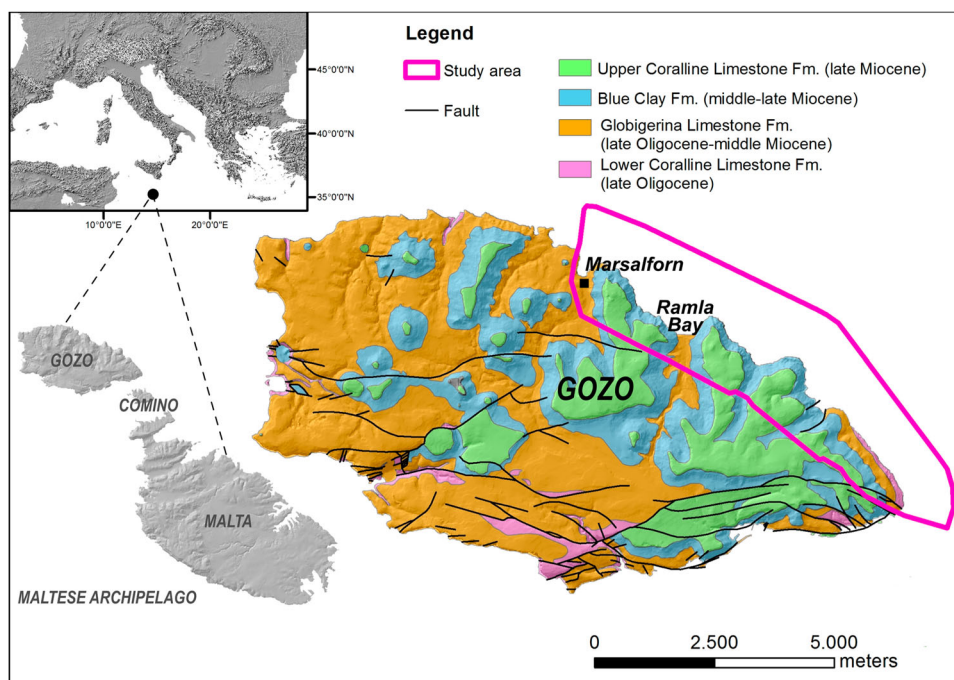 Legend
Study area
Fault
Upper Coralline Limestone Fm. (late Miocene)
Blue Clay Fm. (middle-late Miocene)
Globigerina Limestone Fm.
(late Oligocene-middle Miocene)
Lower Coralline Limestone Fm.
(late Oligocene)
45°0'0"N
40°0'0"N
35°0'0"N
10°0'0"E
20°0'0"E
Marsalforn
Ramla
Bay
GOZO
GOZO
COMINO
MALTA
MALTESE ARCHIPELAGO
0
2.500
5.000
meters